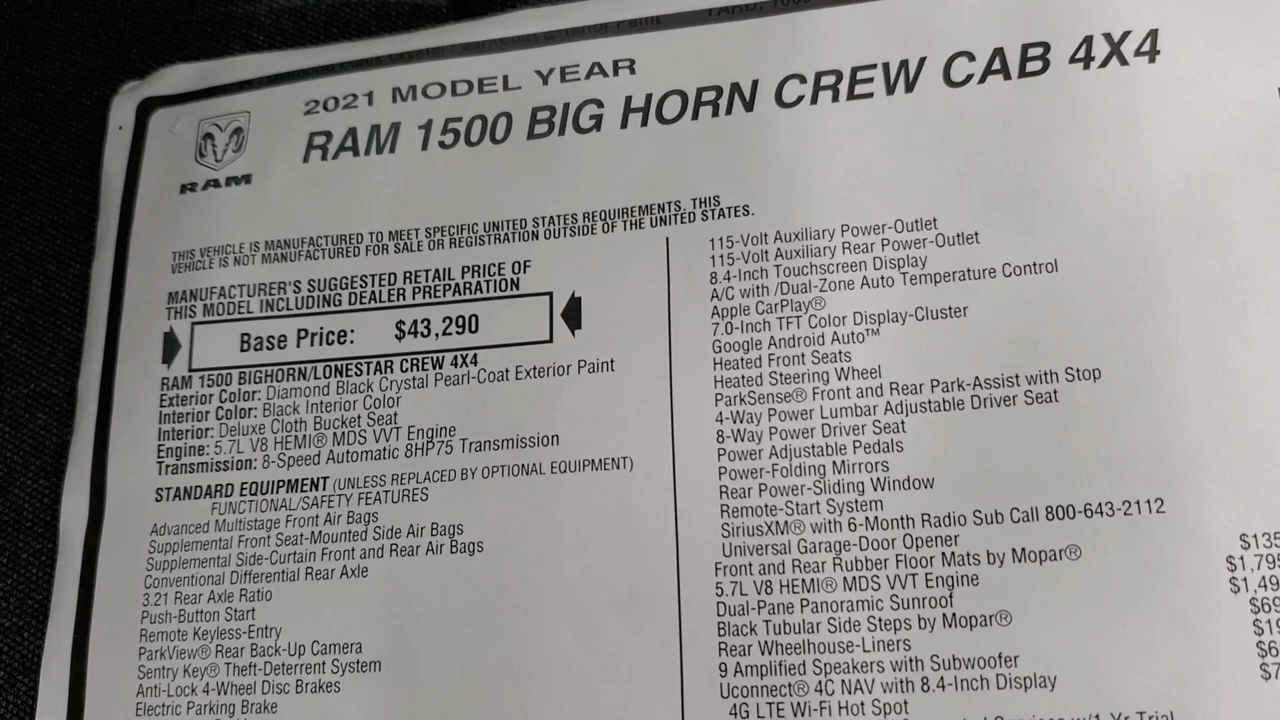 2021 MODEL YEAR
RAM 1500 BIG HORN CREW CAB 4X4
RAM
THIS VEHICLE IS MANUFACTURED TO MEET SPECIFIC UNITED STATES REQUIREMENTS. THIS
VEHICLE IS NOT MANUFACTURED FOR SALE OR REGISTRATION OUTSIDE OF THE UNITED STATES.
MANUFACTURER'S SUGGESTED RETAIL PRICE OF
THIS MODEL INCLUDING DEALER PREPARATION
Base Price: $43,290
RAM 1500 BIGHORN/LONESTAR CREW 4X4
Exterior Color: Diamond Black Crystal Pearl-Coat Exterior Paint
Interior Color: Black Interior Color
Interior: Deluxe Cloth Bucket Seat
Engine: 5.7L V8 HEMI® MDS VVT Engine
Transmission: 8-Speed Automatic 8HP75 Transmission
STANDARD EQUIPMENT (UNLESS REPLACED BY OPTIONAL EQUIPMENT)
FUNCTIONAL/SAFETY FEATURES
Advanced Multistage Front Air Bags
Supplemental Front Seat-Mounted Side Air Bags
Supplemental Side-Curtain Front and Rear Air Bags
Conventional Differential Rear Axle
3.21 Rear Axle Ratio
Push-Button Start
Remote Keyless-Entry
ParkView® Rear Back-Up Camera
Sentry Key® Theft-Deterrent System
Anti-Lock 4-Wheel Disc Brakes
Electric Parking Brake
115-Volt Auxiliary Power-Outlet
115-Volt Auxiliary Rear Power-Outlet
8.4-Inch Touchscreen Display
A/C with /Dual-Zone Auto Temperature Control
Apple CarPlay®
7.0-Inch TFT Color Display-Cluster
Google Android Auto™
Heated Front Seats
Heated Steering Wheel
ParkSense® Front and Rear Park-Assist with Stop
4-Way Power Lumbar Adjustable Driver Seat
8-Way Power Driver Seat
Power Adjustable Pedals
Power-Folding Mirrors
Rear Power-Sliding Window
Remote-Start System
SiriusXM® with 6-Month Radio Sub Call 800-643-2112
Universal Garage-Door Opener
Front and Rear Rubber Floor Mats by Mopar® $135
5.7L V8 HEMI® MDS VVT Engine $1,795
Dual-Pane Panoramic Sunroof $1,49
Black Tubular Side Steps by Mopar® $69
Rear Wheelhouse-Liners $19
9 Amplified Speakers with Subwoofer $6
Uconnect® 4C NAV with 8.4-Inch Display $7
4G LTE Wi-Fi Hot Spot